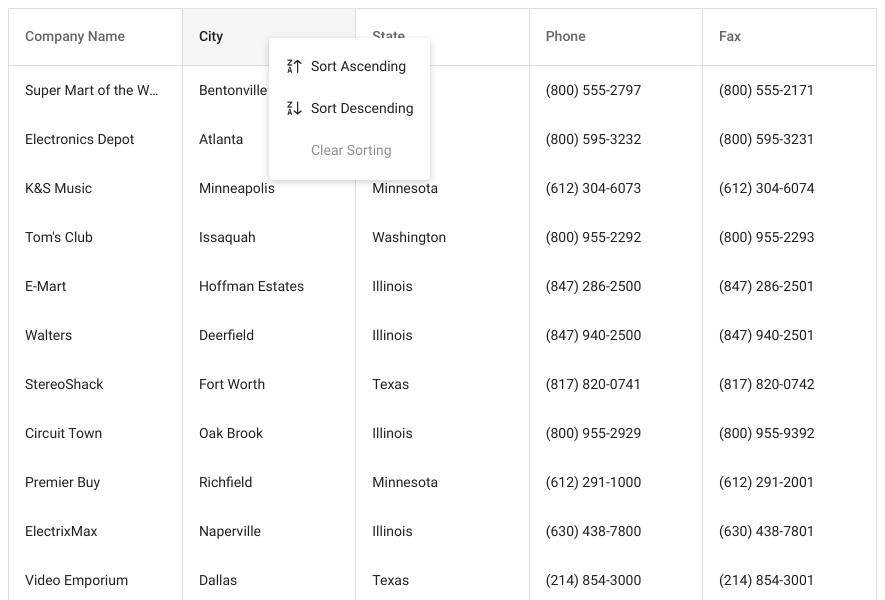 Company Name City State Phone Fax
Sort Ascending
Super Mart of the W... Bentonville (800) 555-2797 (800) 555-2171
Sort Descending
Electronics Depot Atlanta (800) 595-3232 (800) 595-3231
Clear Sorting
K&S Music Minneapolis Minnesota (612) 304-6073 (612) 304-6074
Tom's Club Issaquah Washington (800) 955-2292 (800) 955-2293
E-Mart Hoffman Estates Illinois (847) 286-2500 (847) 286-2501
Walters Deerfield Illinois (847) 940-2500 (847) 940-2501
StereoShack Fort Worth Texas (817) 820-0741 (817) 820-0742
Circuit Town Oak Brook Illinois (800) 955-2929 (800) 955-9392
Premier Buy Richfield Minnesota (612) 291-1000 (612) 291-2001
ElectrixMax Naperville Illinois (630) 438-7800 (630) 438-7801
Video Emporium Dallas Texas (214) 854-3000 (214) 854-3001